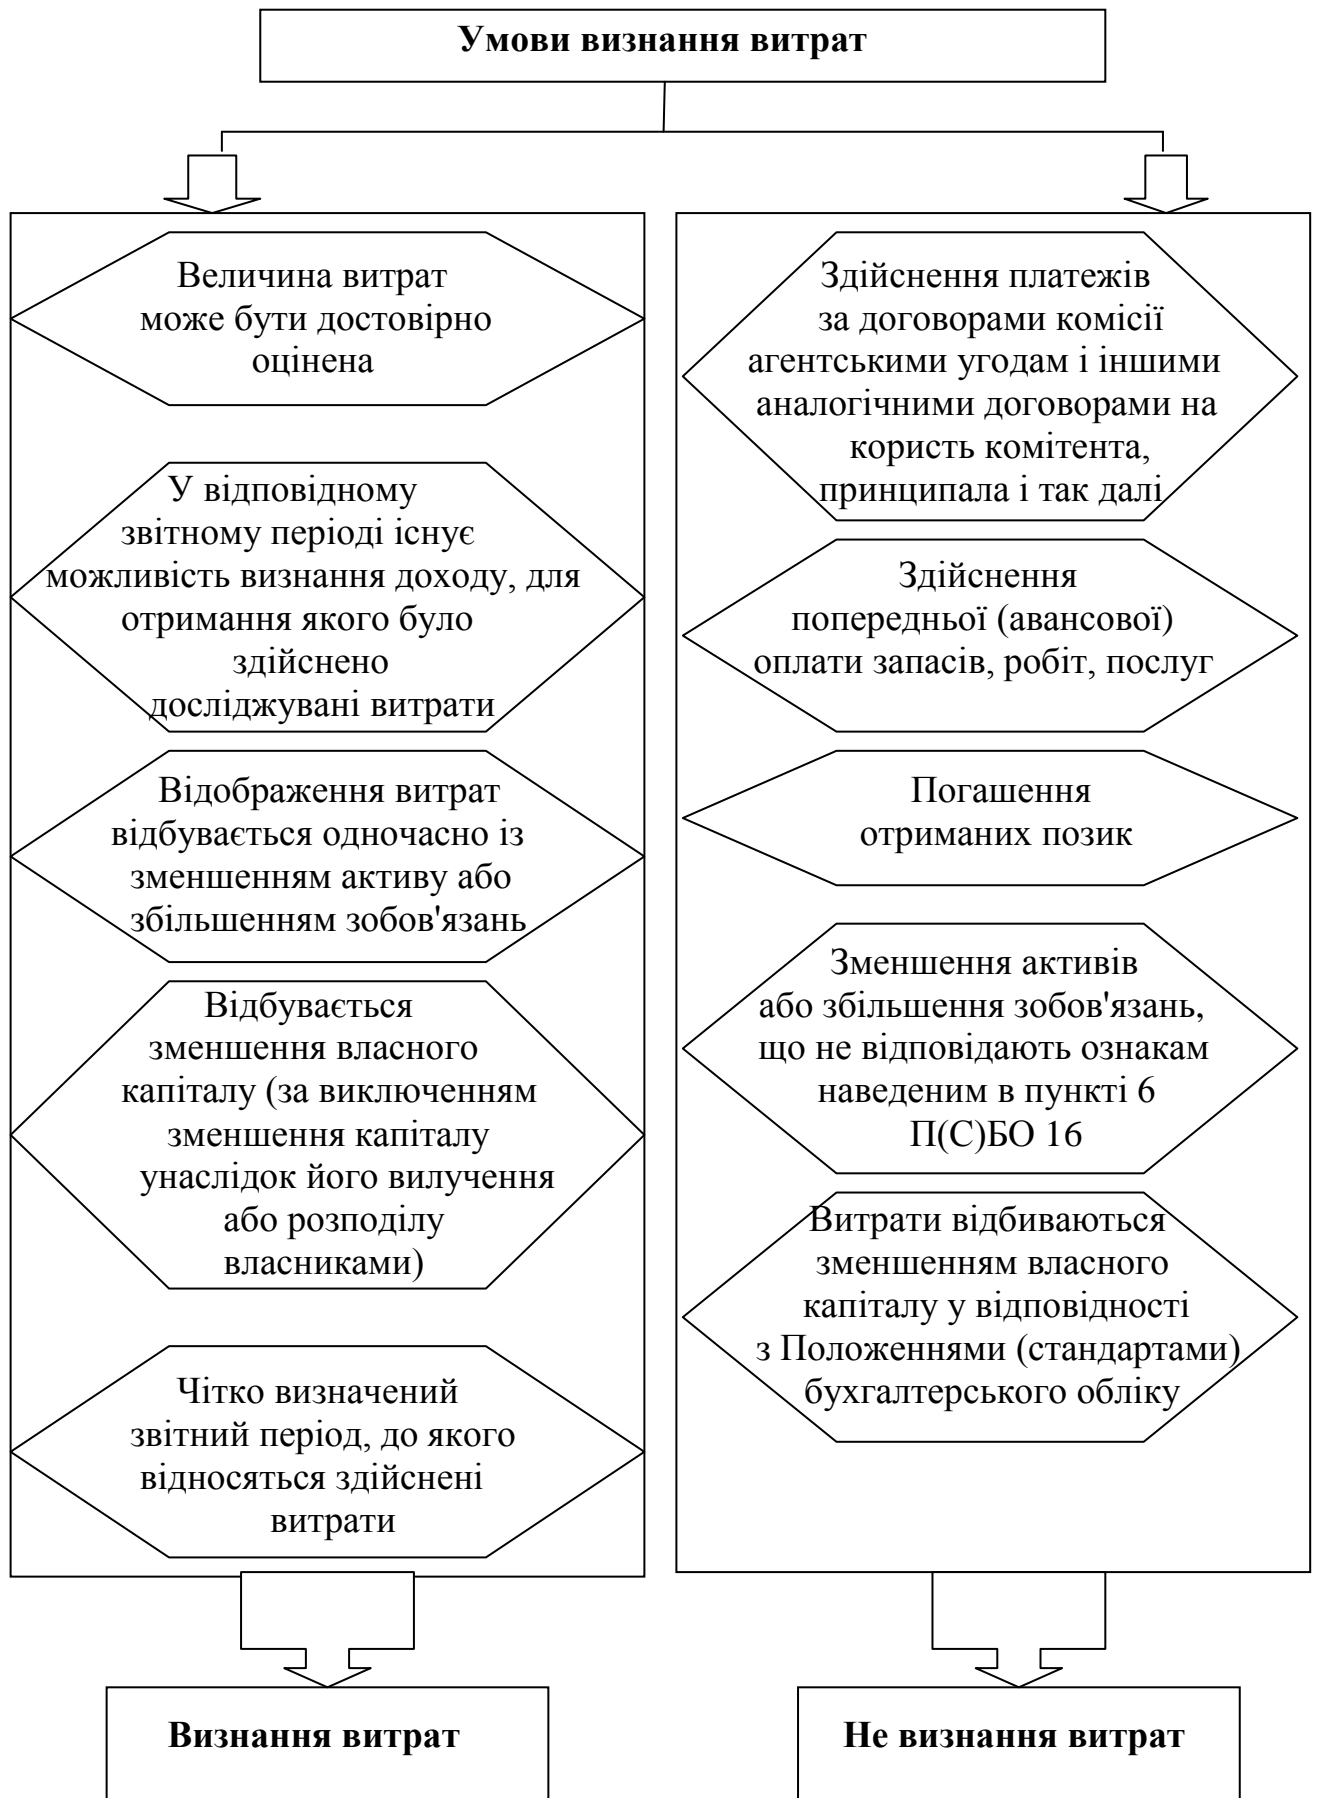 Умови визнання витрат
Величина витрат
може бути достовірно
оцінена
У відповідному
звітному періоді існує
можливість визнання доходу, для
отримання якого було
здійснено
досліджувані витрати
Відображення витрат
відбувається одночасно із
зменшенням активу або
збільшенням зобов'язань
Відбувається
зменшення власного
капіталу (за виключенням
зменшення капіталу
унаслідок його вилучення
або розподілу
власниками)
Чітко визначений
звітний період, до якого
відносяться здійснені
витрати
Визнання витрат
Здійснення платежів
за договорами комісії
агентськими угодам і іншими
аналогічними договорами на
користь комітента,
принципала і так далі
Здійснення
попередньої (авансової)
оплати запасів, робіт, послуг
Погашення
отриманих позик
Зменшення активів
або збільшення зобов'язань,
що не відповідають ознакам
наведеним в пункті 6
П(С)БО 16
Витрати відбиваються
зменшенням власного
капіталу у відповідності
з Положеннями (стандартами)
бухгалтерського обліку
Не визнання витрат